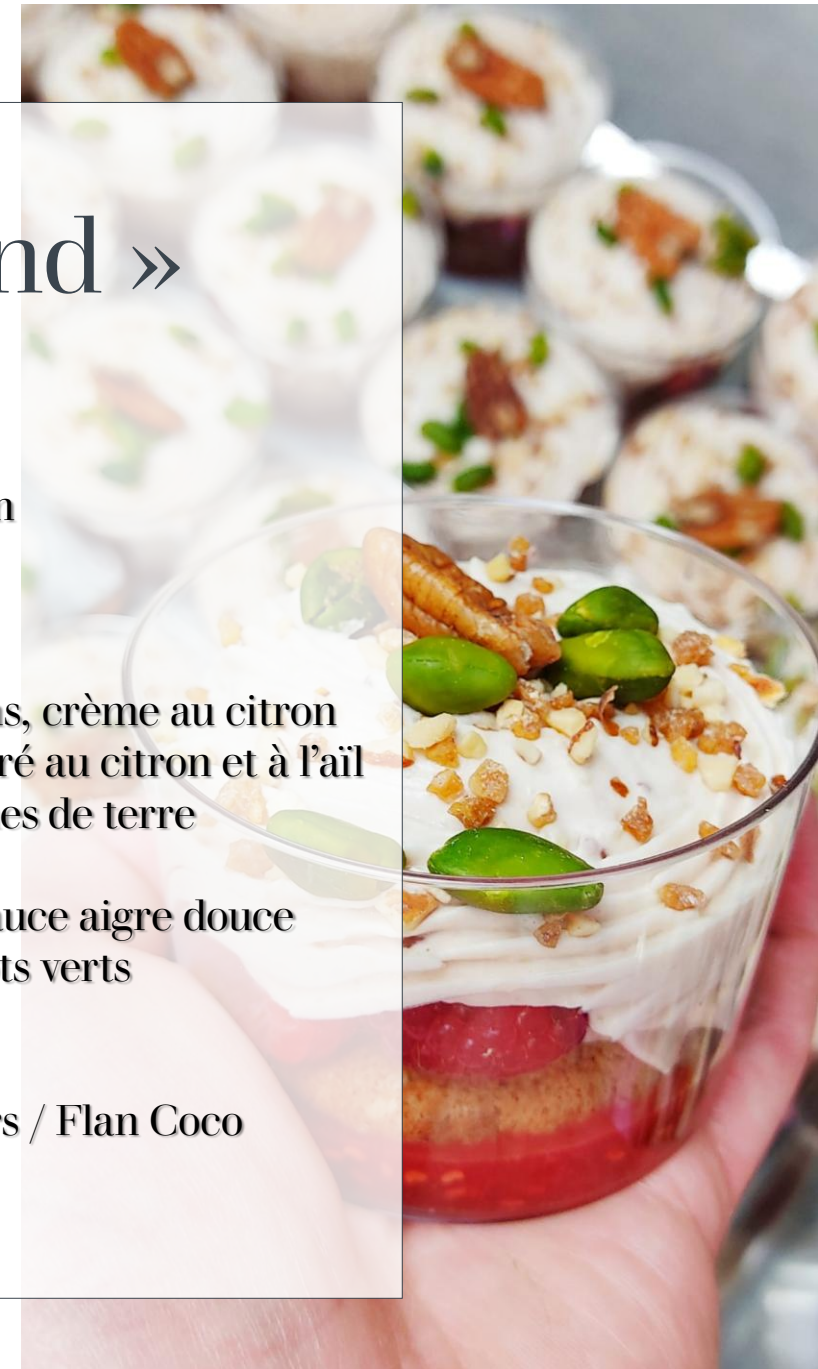 nd »
n
s, crème au citron
ré au citron et à l’aïl
es de terre
uce aigre douce
ts verts
s / Flan Coco